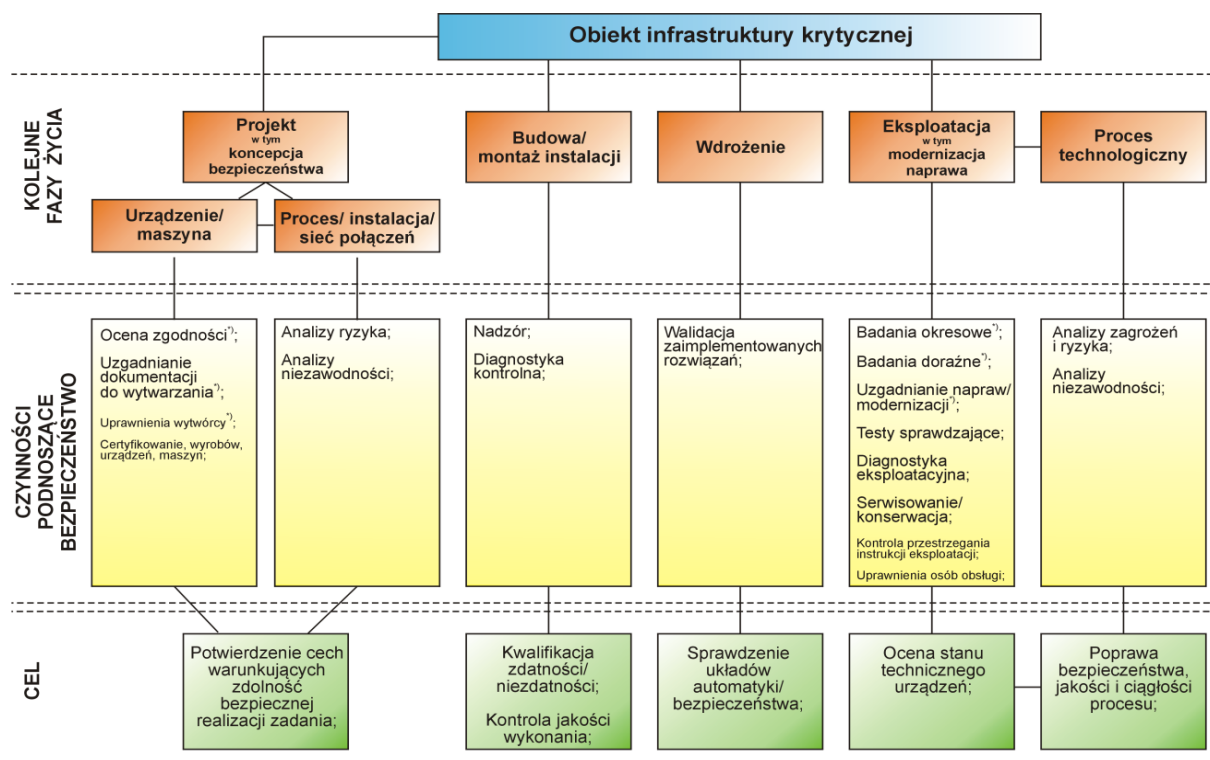 Obiekt infrastruktury krytycznej
KOLEJNE
FAZY ŻYCIA
Projekt
w tym
koncepcja
bezpieczeństwa
Budowa/
montaż instalacji
Wdrożenie
Eksploatacja
w tym
modernizacja
naprawa
Proces
technologiczny
Urządzenie/
maszyna
Proces/ instalacja/
sieć połączeń
CZYNNOŚCI
PODNOSZĄCE
BEZPIECZEŃSTWO
Ocena zgodności*);
Uzgadnianie
dokumentacji
do wytwarzania*);
Uprawnienia wytwórcy*);
Certyfikowanie, wyrobów,
urządzeń, maszyn;
Analizy ryzyka;
Analizy
niezawodności;
Nadzór;
Diagnostyka
kontrolna;
Walidacja
zaimplementowanych
rozwiązań;
Badania okresowe*);
Badania doraźne*);
Uzgadnianie napraw/
modernizacji*);
Testy sprawdzające;
Diagnostyka
eksploatacyjna;
Serwisowanie/
konserwacja;
Kontrola przestrzegania
instrukcji eksploatacji;
Uprawnienia osób obsługi;
Analizy zagrożeń
i ryzyka;
Analizy
niezawodności;
CEL
Potwierdzenie cech
warunkujących
zdolność
bezpiecznej
realizacji zadania;
Kwalifikacja
zdatności/
niezdatności;
Kontrola jakości
wykonania;
Sprawdzenie
układów
automatyki/
bezpieczeństwa;
Ocena stanu
technicznego
urządzeń;
Poprawa
bezpieczeństwa,
jakości i ciągłości
procesu;